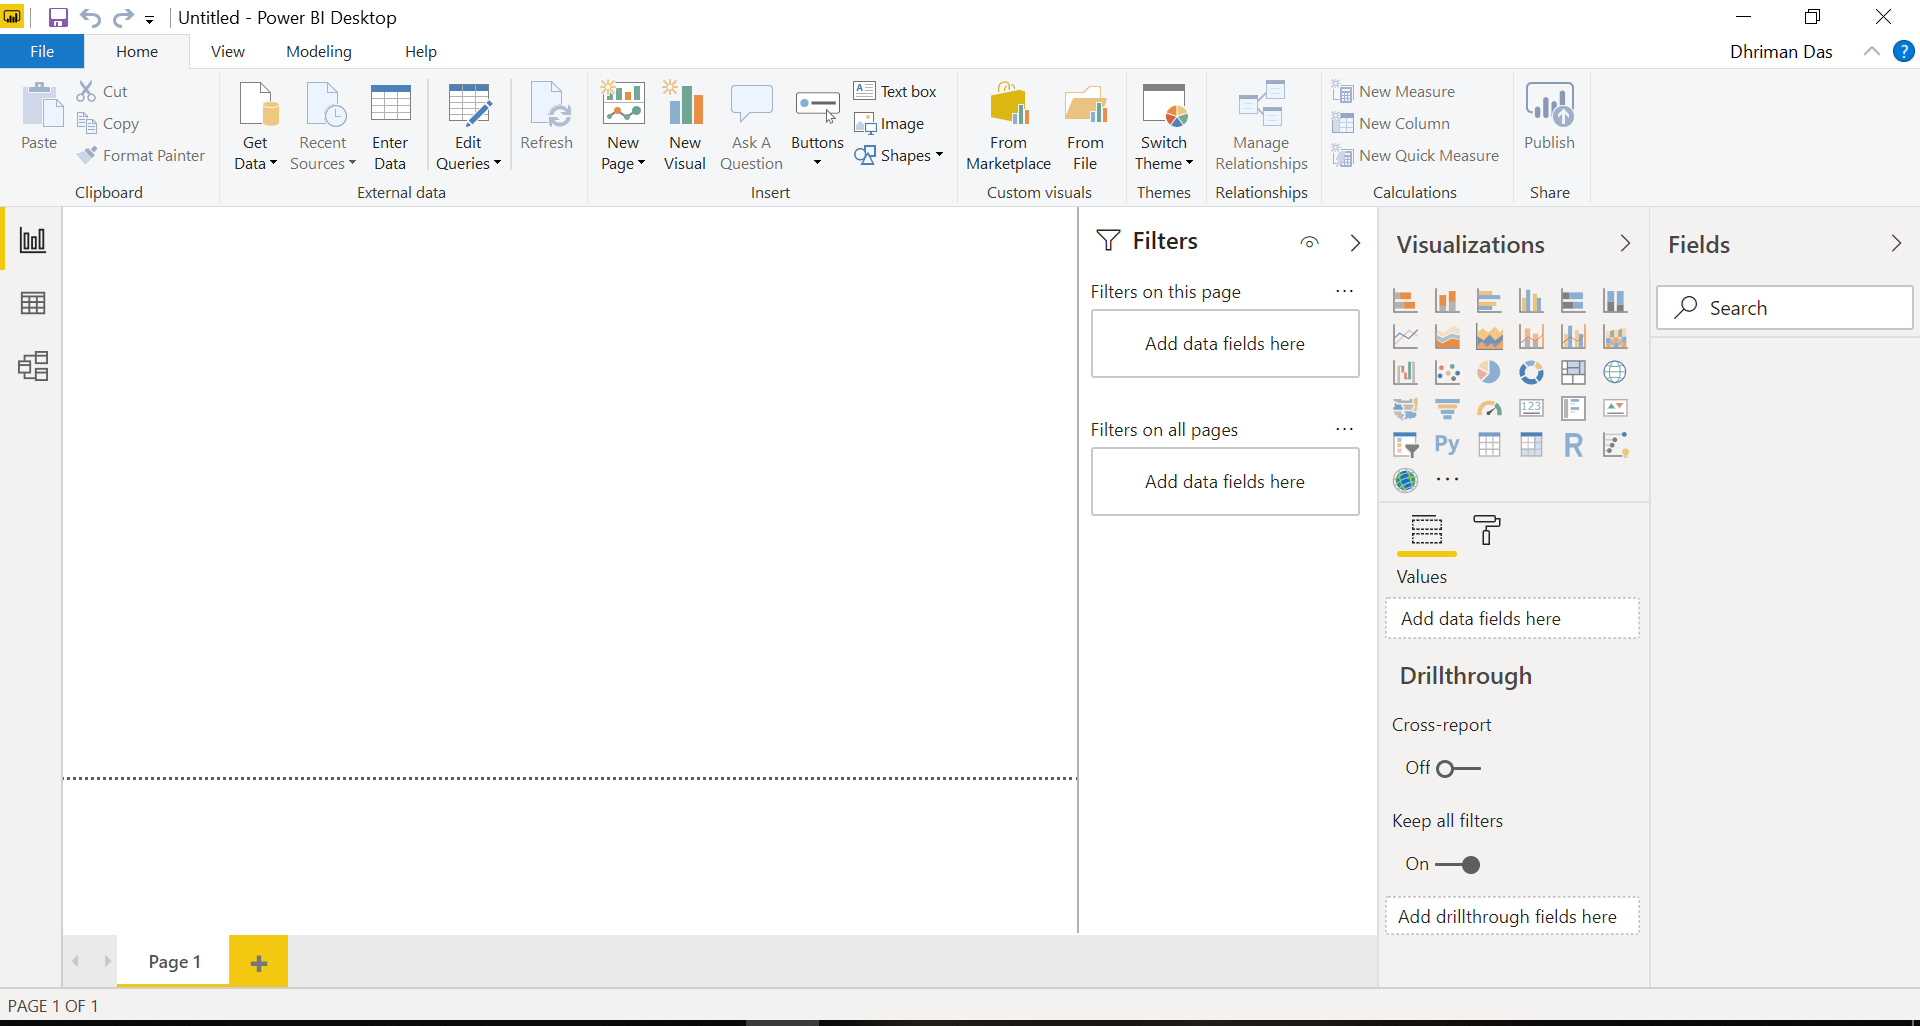 Untitled - Power BI Desktop
File
Home
View
Modeling
Help
Dhriman Das
?
Paste
Cut
Copy
Format Painter
Clipboard
Get
Data
Recent
Sources
Enter
Data
Edit
Queries
Refresh
External data
New
Page
New
Visual
Ask A
Question
Buttons
Text box
Image
Shapes
Insert
From
Marketplace
From
File
Custom visuals
Switch
Theme
Themes
Manage
Relationships
Relationships
New Measure
New Column
New Quick Measure
Calculations
Publish
Share
Filters
Filters on this page
...
Add data fields here
Filters on all pages
...
Add data fields here
Visualizations
123
Py
R
...
Values
Add data fields here
Drillthrough
Cross-report
Off
Keep all filters
On
Add drillthrough fields here
Fields
Search
Page 1
PAGE 1 OF 1